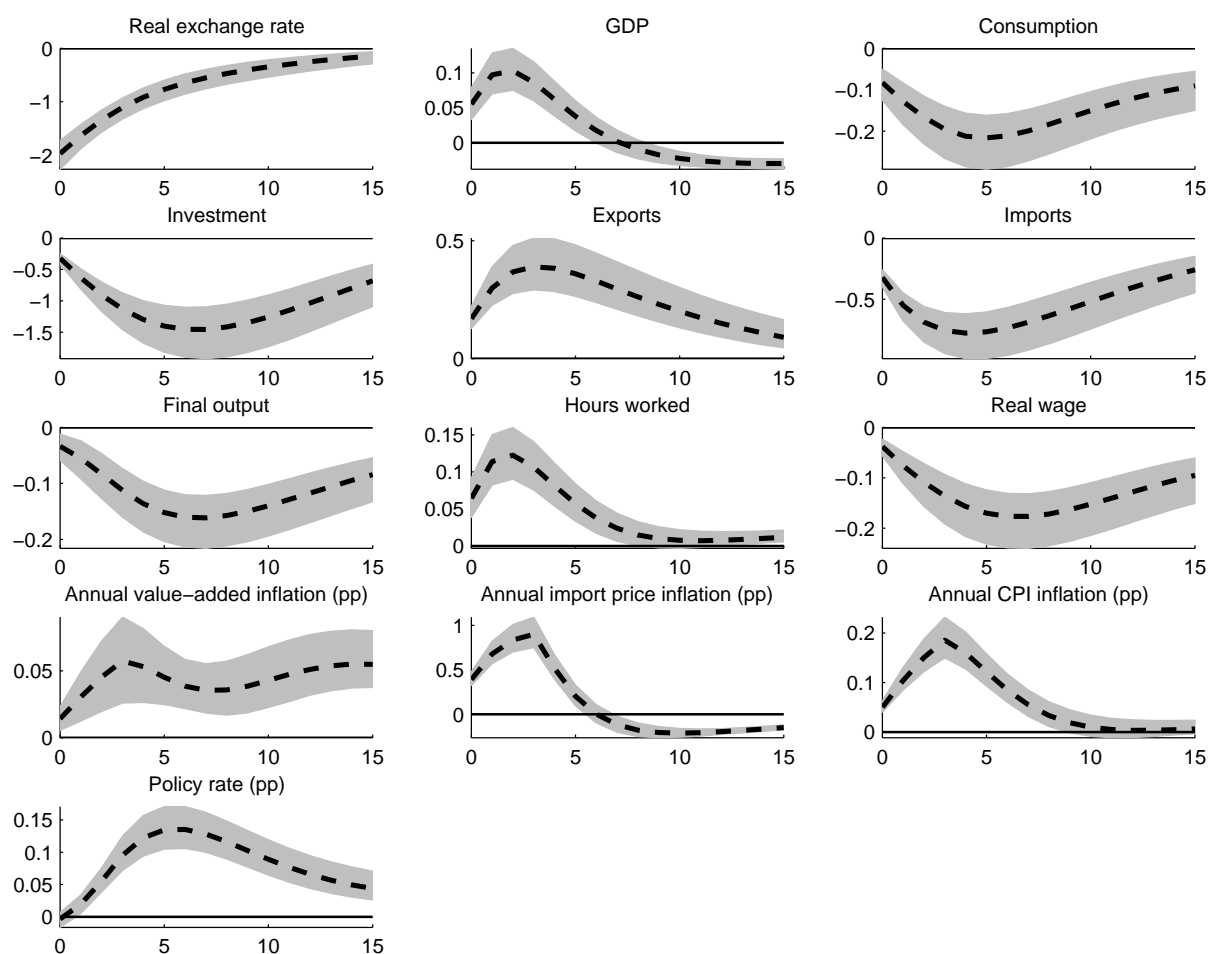 Real exchange rate
0
−1
−2
0 5 10 15
GDP
0.1
0.05
0
0 5 10 15
Consumption
0
−0.1
−0.2
0 5 10 15
Investment
0
−0.5
−1
−1.5
0 5 10 15
Exports
0.5
0
0 5 10 15
Imports
0
−0.5
0 5 10 15
Final output
0
−0.1
−0.2
0 5 10 15
Hours worked
0.15
0.1
0.05
0
0 5 10 15
Real wage
0
−0.1
−0.2
0 5 10 15
Annual value−added inflation (pp)
0.05
0
0 5 10 15
Annual import price inflation (pp)
1
0.5
0
0 5 10 15
Annual CPI inflation (pp)
0.2
0.1
0
0 5 10 15
Policy rate (pp)
0.15
0.1
0.05
0
0 5 10 15